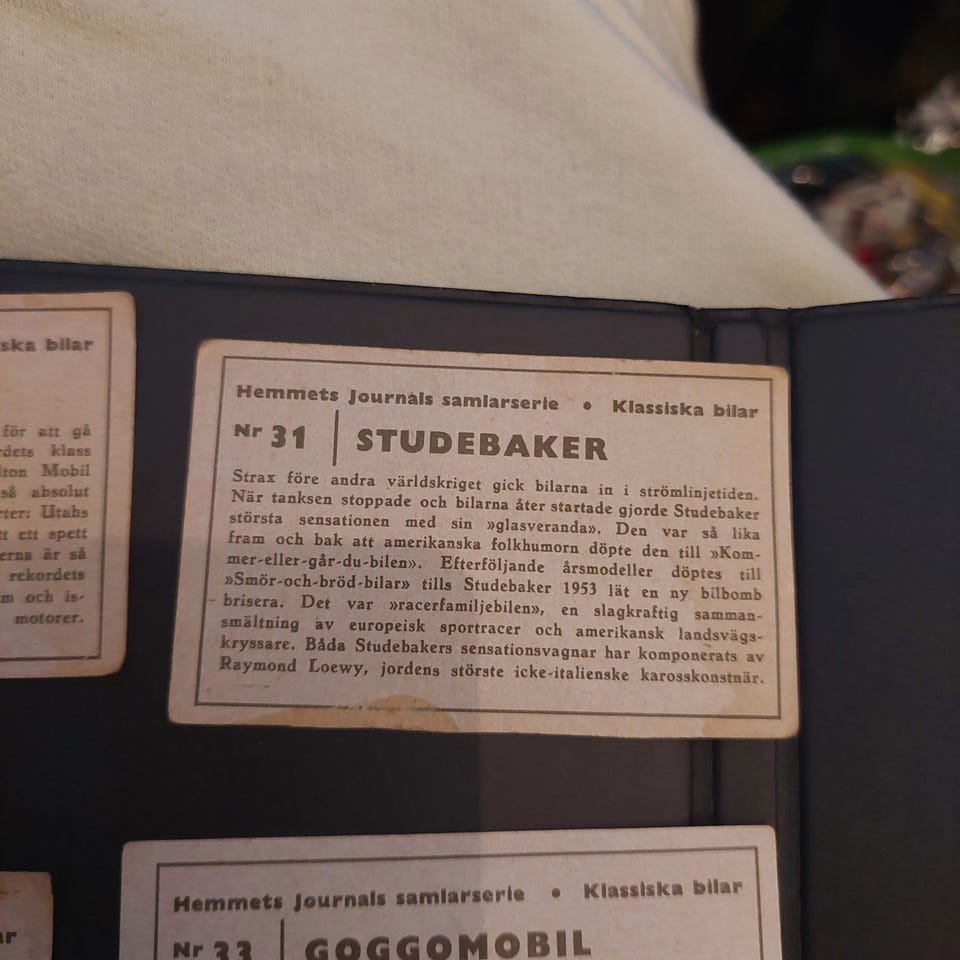 ska bilar
för att gå
rdets klass
lton Mobil
så absolut
rter: Utahs
tt ett spett
erna är så
rekordets
m och is-
motorer.
Hemmets Journals samlarserie • Klassiska bilar
Nr 31 STUDEBAKER
Strax före andra världskriget gick bilarna in i strömlinjetiden.
När tanksen stoppade och bilarna åter startade gjorde Studebaker
största sensationen med sin »glasveranda». Den var så lika
fram och bak att amerikanska folkhumorn döpte den till »Kom-
mer-eller-går-du-bilen». Efterföljande årsmodeller döptes till
»Smör-och-bröd-bilar» tills Studebaker 1953 lät en ny bilbomb
brisera. Det var »racerfamiljebilen», en slagkraftig samman-
smältning av europeisk sportracer och amerikansk landsvägs-
kryssare. Båda Studebakers sensationsvagnar har komponerats av
Raymond Loewy, jordens störste icke-italienske karosskonstnär.
ar
Hemmets Journals samlarserie • Klassiska bilar
Nr 33 GOGGOMOBIL